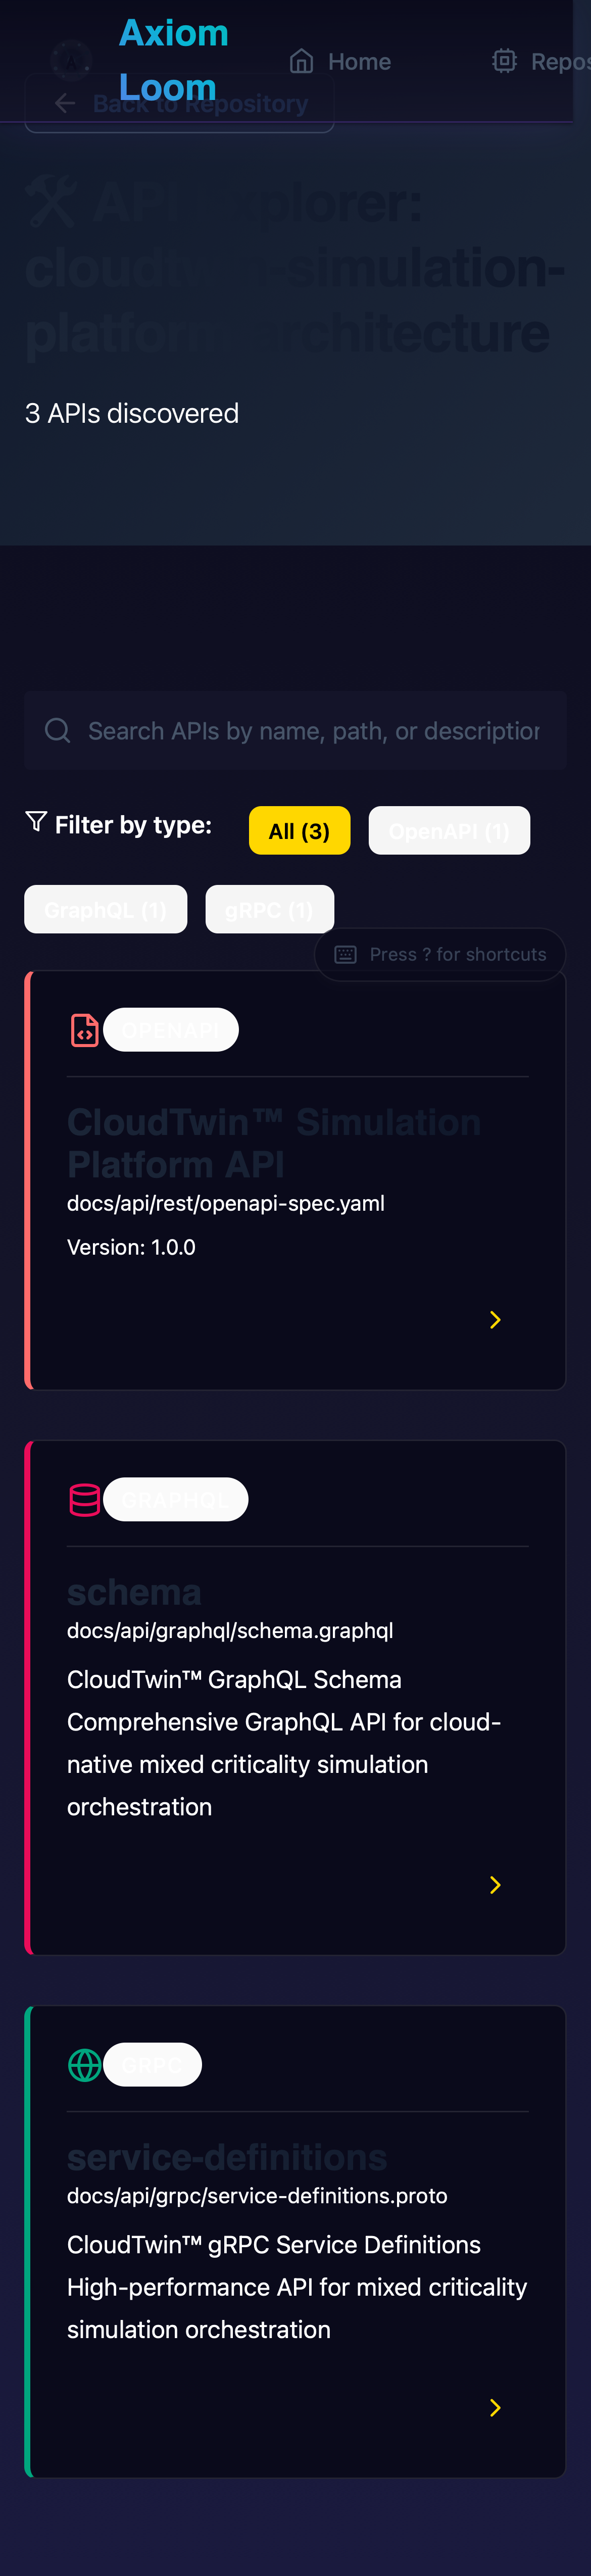 Axiom
Loom
Home
Repos
Back to Repository
🛠 API Explorer:
cloudtwin-simulation-
platform-architecture
3 APIs discovered
Search APIs by name, path, or description
Filter by type:
All (3)
OpenAPI (1)
GraphQL (1)
gRPC (1)
Press ? for shortcuts
OPENAPI
CloudTwin™ Simulation
Platform API
docs/api/rest/openapi-spec.yaml
Version: 1.0.0
GRAPHQL
schema
docs/api/graphql/schema.graphql
CloudTwin™ GraphQL Schema
Comprehensive GraphQL API for cloud-
native mixed criticality simulation
orchestration
GRPC
service-definitions
docs/api/grpc/service-definitions.proto
CloudTwin™ gRPC Service Definitions
High-performance API for mixed criticality
simulation orchestration